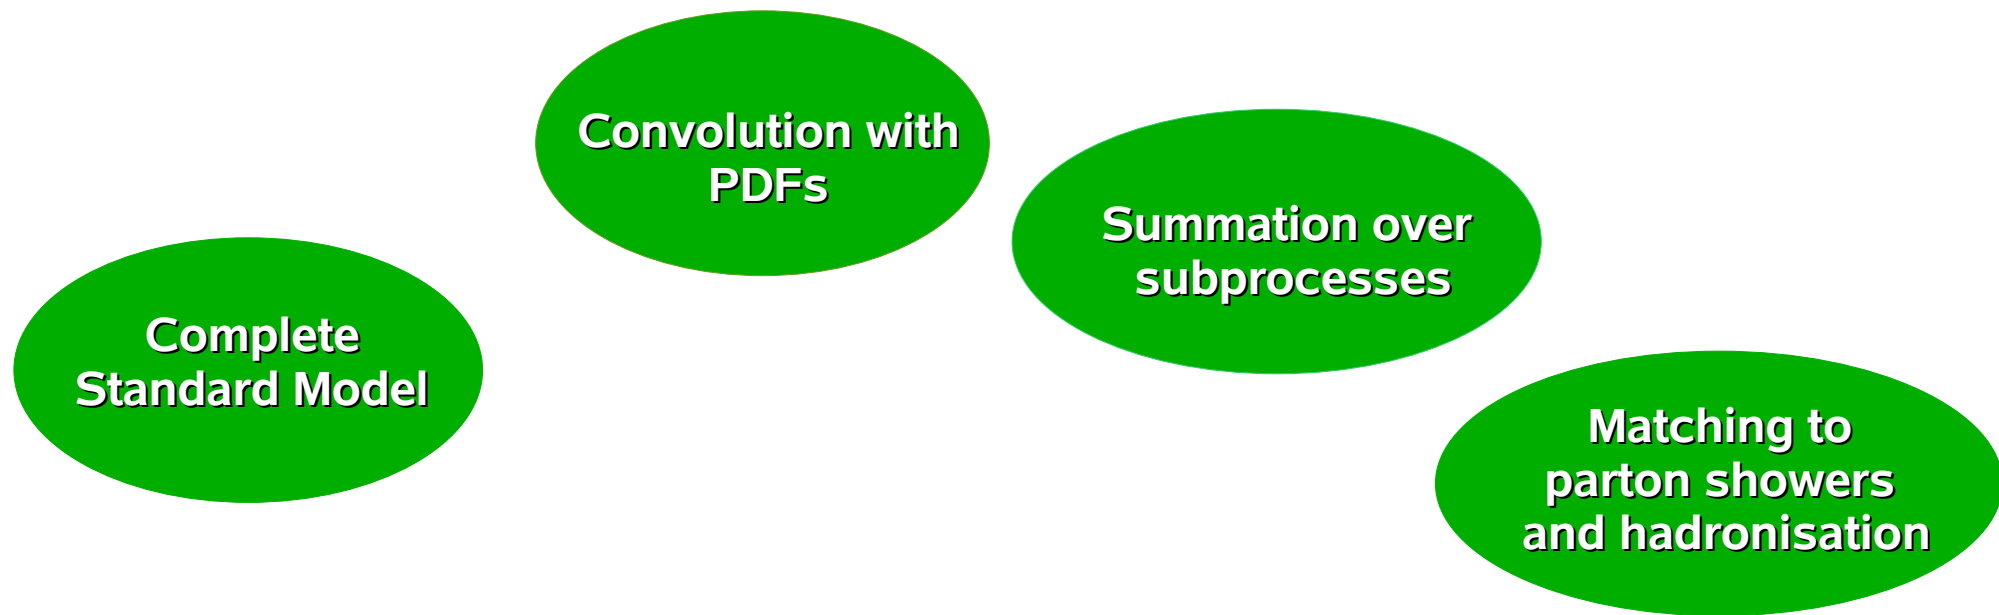 Complete
Standard Model
Convolution with
PDFs
Summation over
subprocesses
Matching to
parton showers
and hadronisation